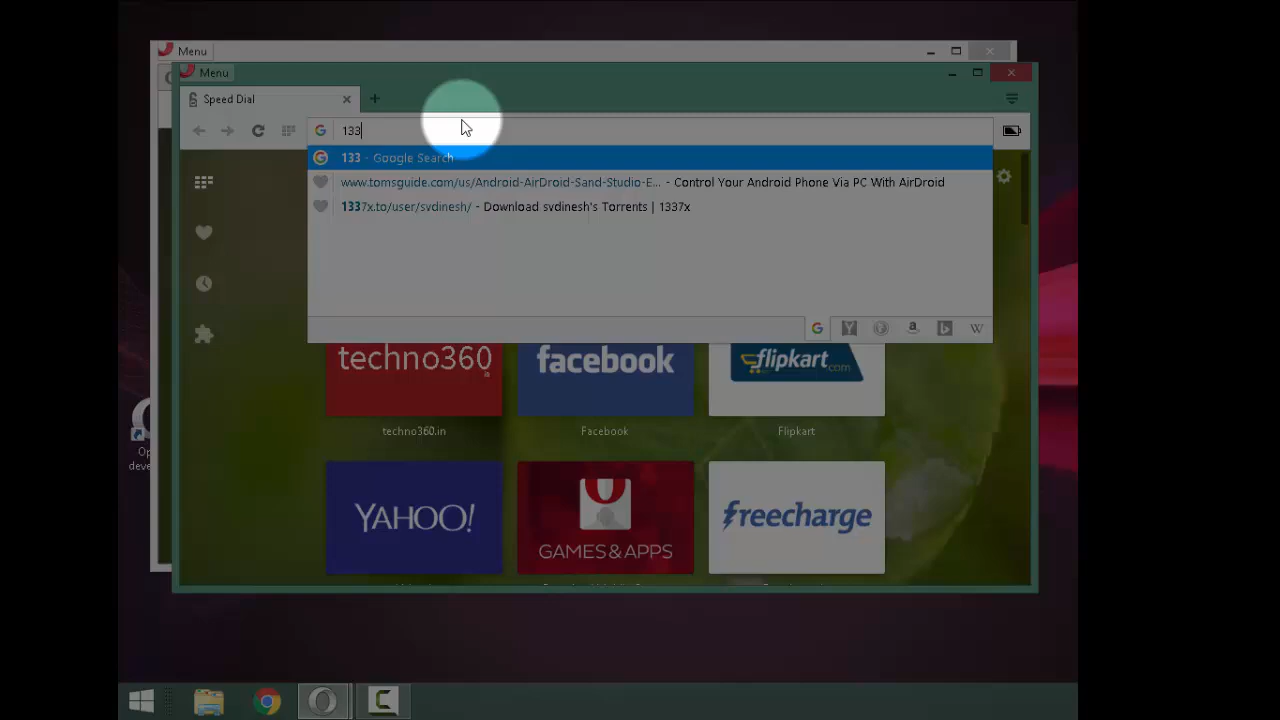 Menu
Menu
Speed Dial
133
133 - Google Search
www.tomsguide.com/us/Android-AirDroid-Sand-Studio-E... - Control Your Android Phone Via PC With AirDroid
1337x.to/user/svdinesh/ - Download svdinesh's Torrents | 1337x
techno360
facebook
flipkart.com
techno360.in
Facebook
Flipkart
Op
deve
YAHOO!
GAMES & APPS
freecharge